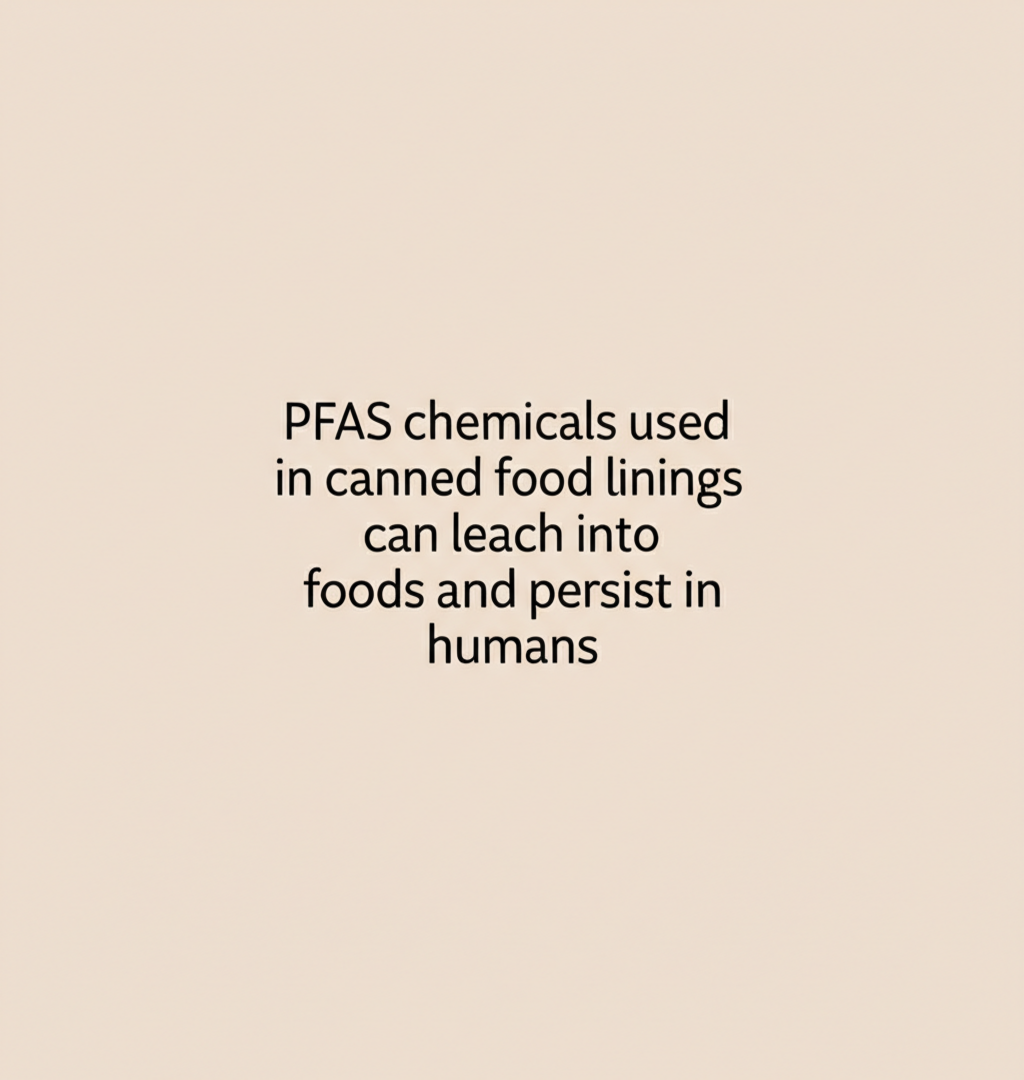 PFAS chemicals used
in canned food linings
can leach into
foods and persist in
humans